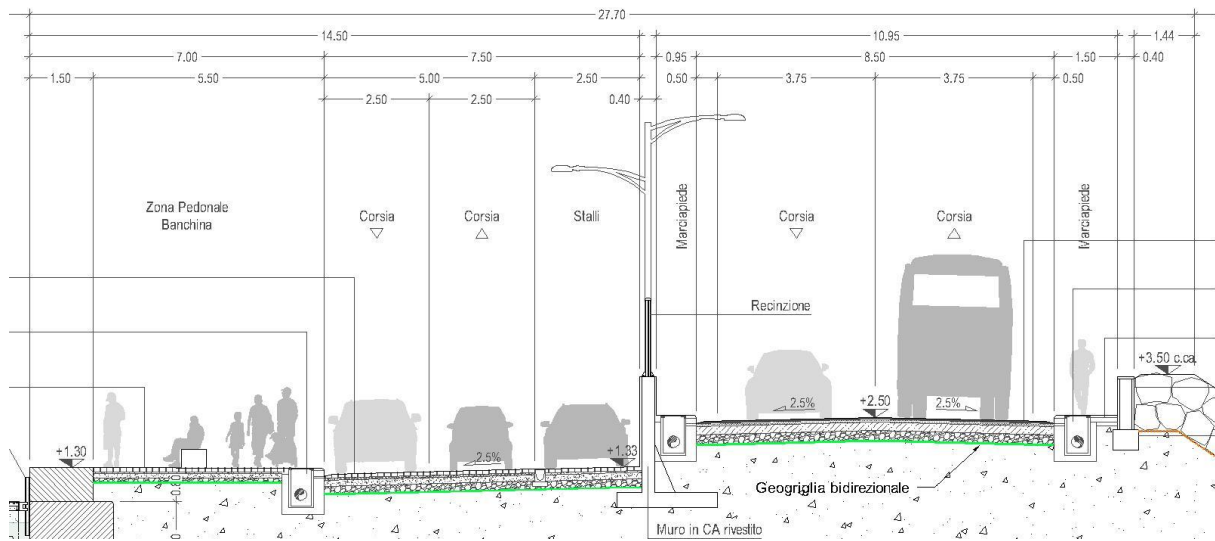 27.70
14.50 10.95 1.44
7.00 7.50 0.95 8.50 1.50 0.40
1.50 5.50 5.00 2.50 0.50 3.75 3.75 0.50
2.50 2.50 0.40
Zona Pedonale
Banchina
Corsia
Corsia
Stalli
Marciapiede
Corsia
Corsia
Marciapiede
Recinzione
+3.50 c.ca.
2.5% +2.50 2.5%
+1.30 2.5% +1.33
Geogriglia bidirezionale
Muro in CA rivestito